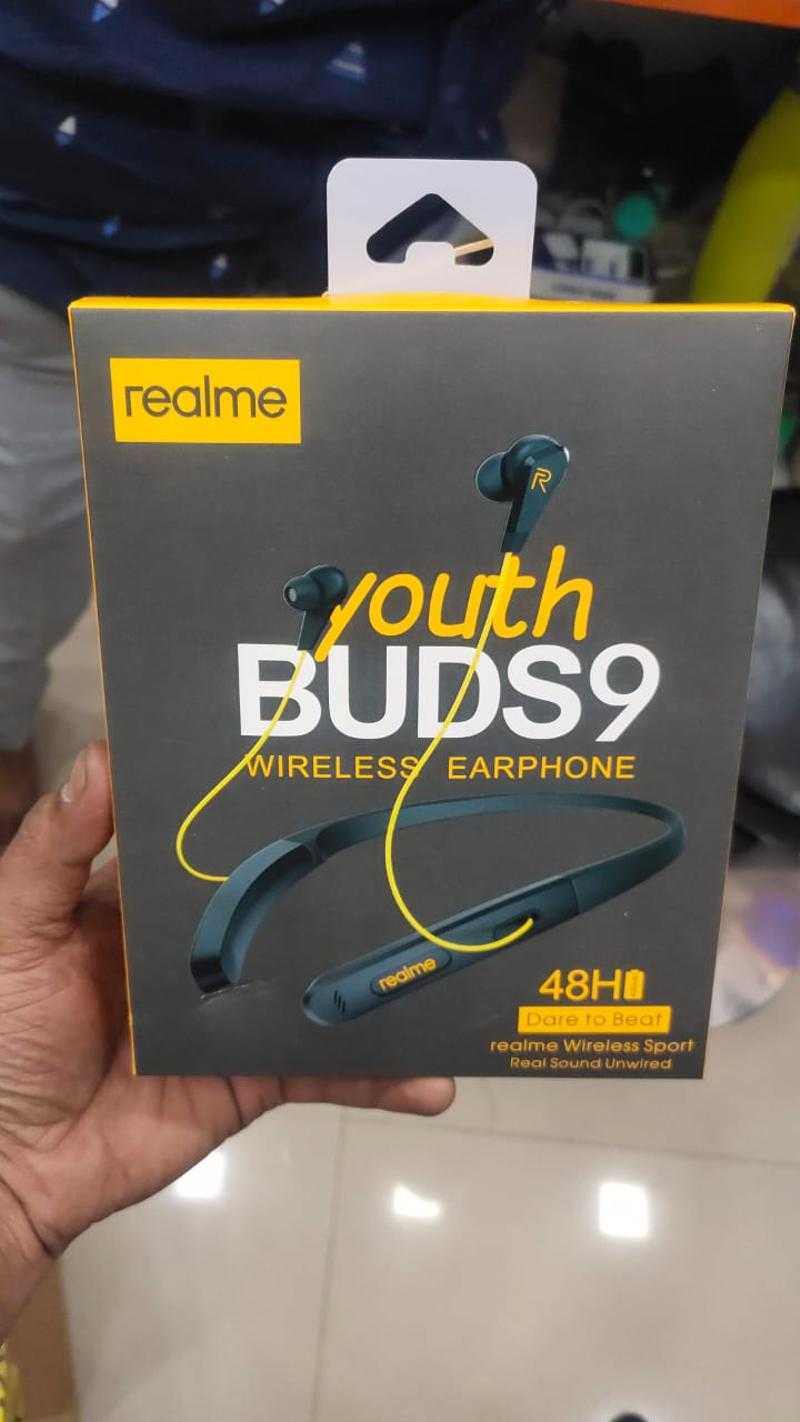 realme
R
youth
BUDS9
WIRELESS EARPHONE
realme
48H
Dare to Beat
realme Wireless Sport
Real Sound Unwired